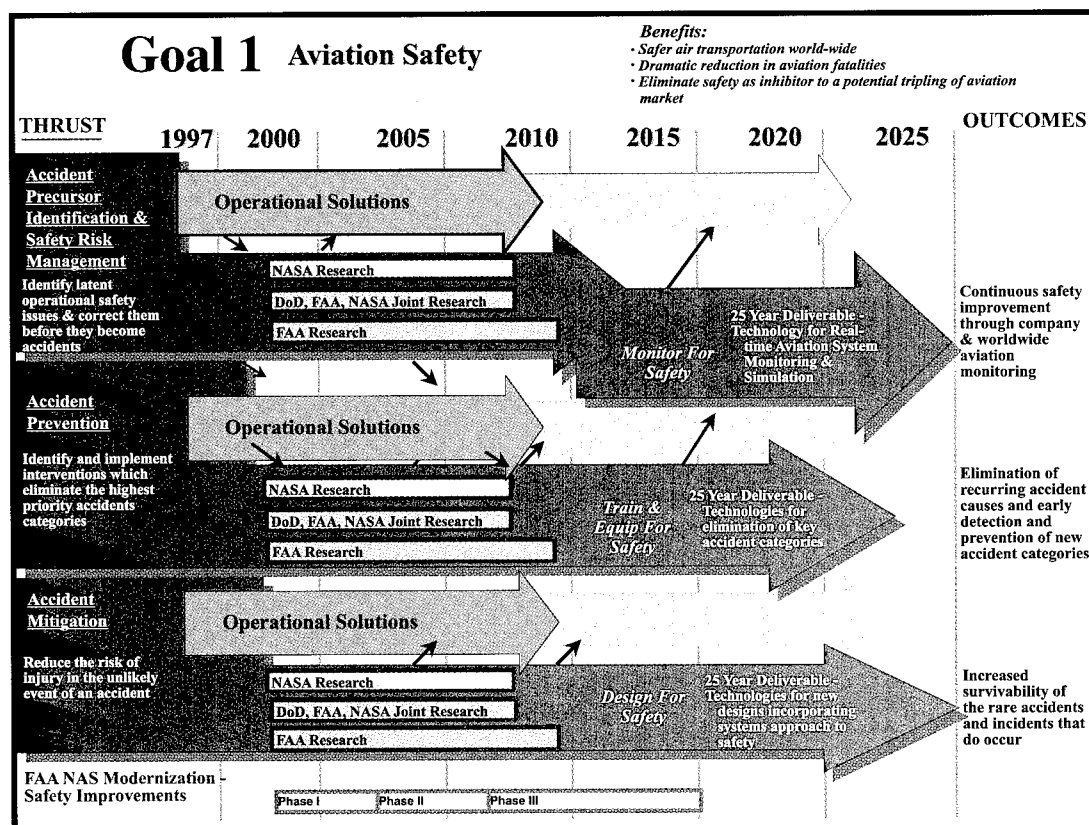 Goal 1 Aviation Safety
Benefits:
· Safer air transportation world-wide
· Dramatic reduction in aviation fatalities
· Eliminate safety as inhibitor to a potential tripling of aviation
market
THRUST
1997 2000 2005 2010 2015 2020 2025
OUTCOMES
Accident
Precursor
Identification &
Safety Risk
Management
Identify latent
operational safety
issues & correct them
before they become
accidents
Operational Solutions
NASA Research
DoD, FAA, NASA Joint Research
FAA Research
Monitor For
Safety
25 Year Deliverable -
Technology for Real-
time Aviation System
Monitoring &
Simulation
Continuous safety
improvement
through company
& worldwide
aviation
monitoring
Accident
Prevention
Identify and implement
interventions which
eliminate the highest
priority accidents
categories
Operational Solutions
NASA Research
DoD, FAA, NASA Joint Research
FAA Research
Train &
Equip For
Safety
25 Year Deliverable -
Technologies for
elimination of key
accident categories
Elimination of
recurring accident
causes and early
detection and
prevention of new
accident categories
Accident
Mitigation
Reduce the risk of
injury in the unlikely
event of an accident
Operational Solutions
NASA Research
DoD, FAA, NASA Joint Research
FAA Research
Design For
Safety
25 Year Deliverable -
Technologies for new
designs incorporating
systems approach to
safety
Increased
survivability of
the rare accidents
and incidents that
do occur
FAA NAS Modernization -
Safety Improvements
Phase I Phase II Phase III